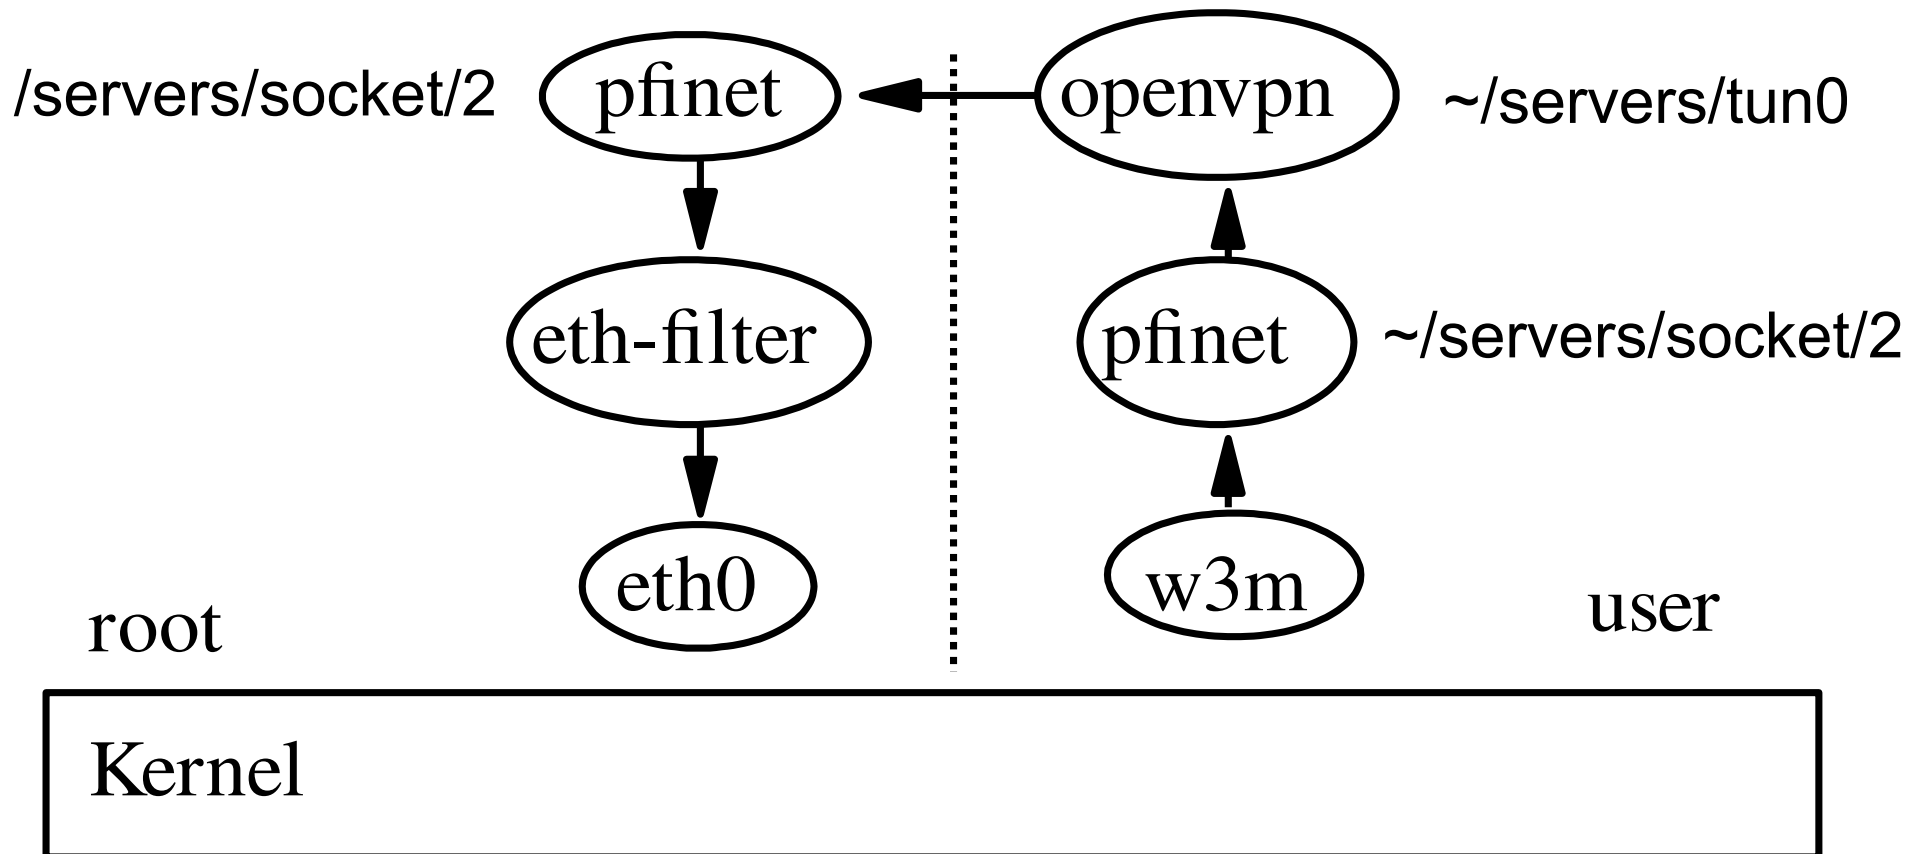 /servers/socket/2
pfinet
openvpn
~/servers/tun0
eth-filter
pfinet
~/servers/socket/2
eth0
w3m
root
user
Kernel